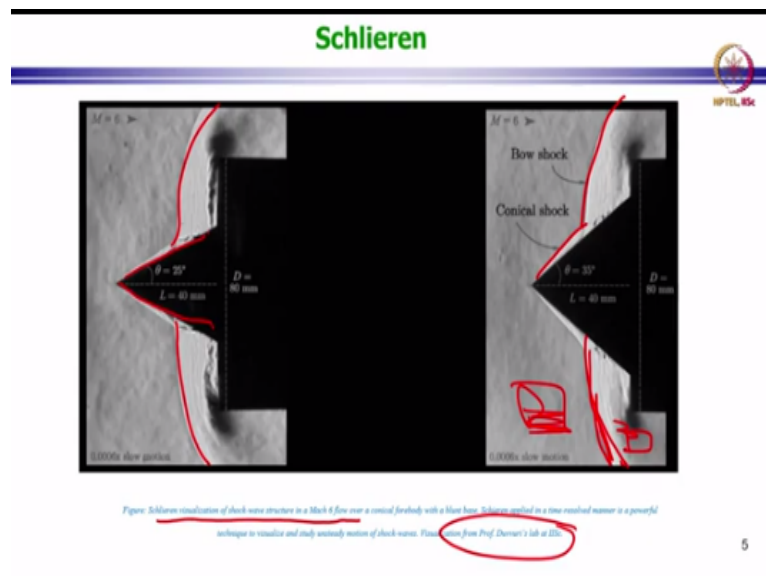 Schlieren
NPTEL, IISc
M = 6
θ = 25°
L = 40 mm
D =
80 mm
0.0006x slow motion
M = 6
Bow shock
Conical shock
θ = 35°
L = 40 mm
D =
80 mm
0.0006x slow motion
Figure: Schlieren visualization of shock wave structure in a Mach 6 flow over a conical forebody with a blunt base. Schlieren applied in a time-resolved manner is a powerful
technique to visualize and study unsteady motion of shock-waves. Visualization from Prof. Duvvuri's lab at IISc.
5